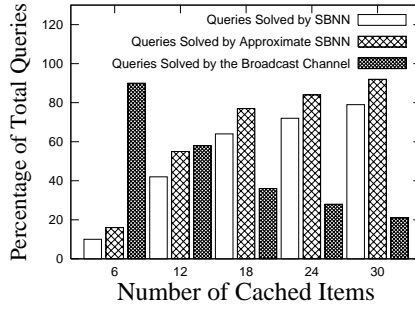 Queries Solved by SBNN
Queries Solved by Approximate SBNN
Queries Solved by the Broadcast Channel
Percentage of Total Queries
100
80
60
40
20
0
6 12 18 24 30
Number of Cached Items